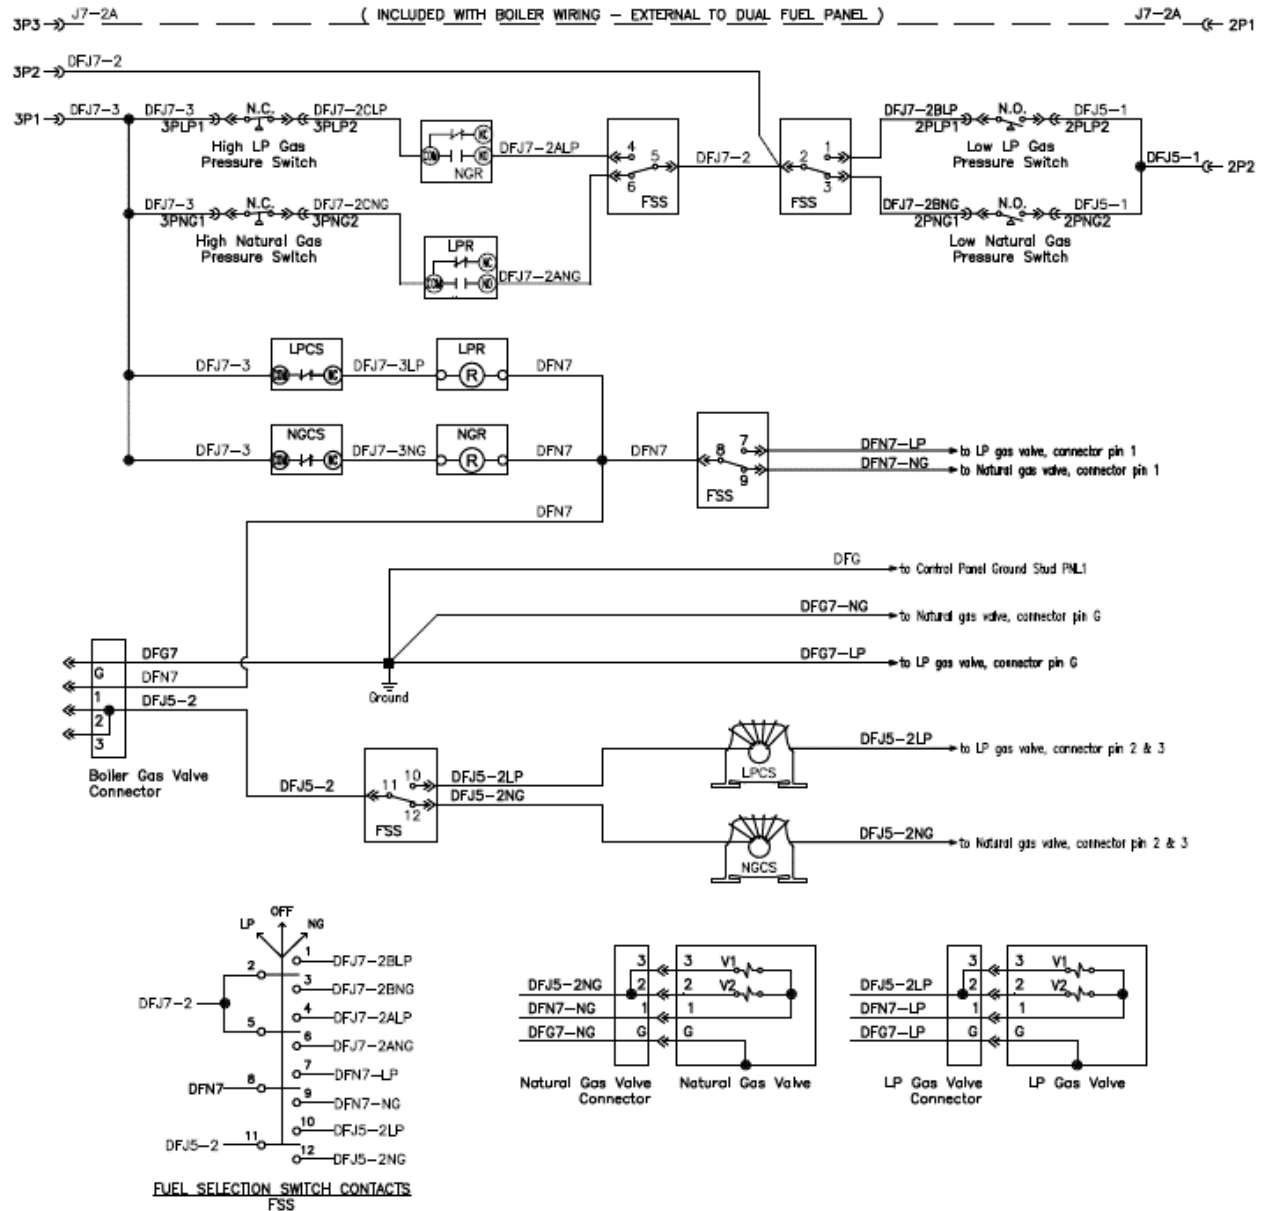 J7-2A ( INCLUDED WITH BOILER WIRING – EXTERNAL TO DUAL FUEL PANEL ) J7-2A
3P3 2P1
DFJ7-2
3P2
3P1 DFJ7-3 DFJ7-3 N.C. DFJ7-2CLP
3PLP1 3PLP2
High LP Gas
Pressure Switch
COM NC NO
NGR
DFJ7-2ALP
4 5 6
FSS
DFJ7-2
2 1 3
FSS
DFJ7-2BLP N.O. DFJ5-1
2PLP1 2PLP2
Low LP Gas
Pressure Switch
DFJ5-1 2P2
DFJ7-3 N.C. DFJ7-2CNG
3PNG1 3PNG2
High Natural Gas
Pressure Switch
LPR
COM NC NO
DFJ7-2ANG
DFJ7-2BNG N.O. DFJ5-1
2PNG1 2PNG2
Low Natural Gas
Pressure Switch
LPCS LPR
DFJ7-3 COM NC DFJ7-3LP R DFN7
NGCS NGR
DFJ7-3 COM NC DFJ7-3NG R DFN7
DFN7
8 7 9
FSS
DFN7-LP to LP gas valve, connector pin 1
DFN7-NG to Natural gas valve, connector pin 1
DFN7
DFG to Control Panel Ground Stud PNL1
DFG7-NG to Natural gas valve, connector pin G
DFG7-LP to LP gas valve, connector pin G
DFG7
G DFN7
1 DFJ5-2
2
3
Ground
Boiler Gas Valve
Connector
DFJ5-2
11 10 12
FSS
DFJ5-2LP
DFJ5-2NG
LPCS
DFJ5-2LP to LP gas valve, connector pin 2 & 3
NGCS
DFJ5-2NG to Natural gas valve, connector pin 2 & 3
OFF
LP NG
1 DFJ7-2BLP
2
3 DFJ7-2BNG
DFJ7-2
4 DFJ7-2ALP
5
6 DFJ7-2ANG
7 DFN7-LP
DFN7 8
9 DFN7-NG
10 DFJ5-2LP
DFJ5-2 11
12 DFJ5-2NG
FUEL SELECTION SWITCH CONTACTS
FSS
3 3 V1
DFJ5-2NG 2 2 V2
DFN7-NG 1 1
DFG7-NG G G
Natural Gas Valve
Connector
Natural Gas Valve
3 3 V1
DFJ5-2LP 2 2 V2
DFN7-LP 1 1
DFG7-LP G G
LP Gas Valve
Connector
LP Gas Valve